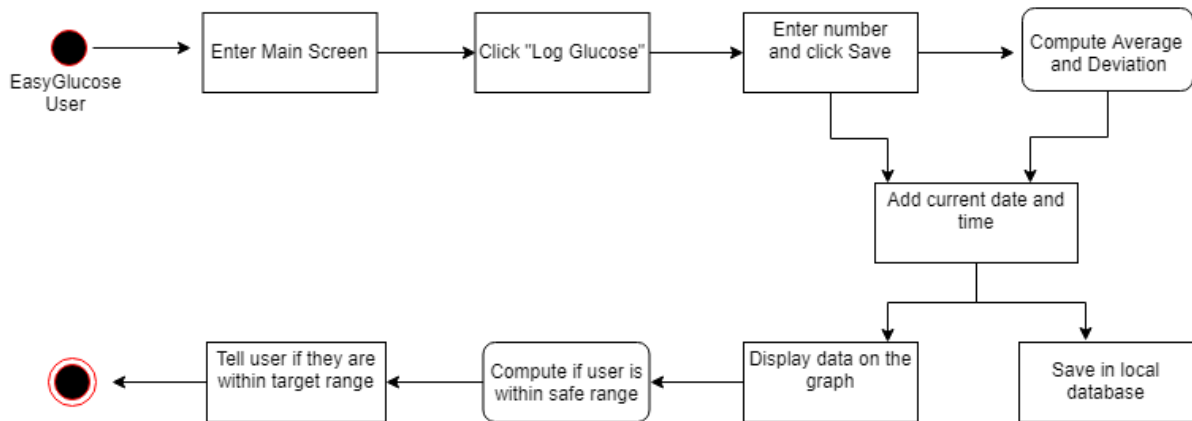 EasyGlucose
User
Enter Main Screen
Click "Log Glucose"
Enter number
and click Save
Compute Average
and Deviation
Add current date and
time
Tell user if they are
within target range
Compute if user is
within safe range
Display data on the
graph
Save in local
database